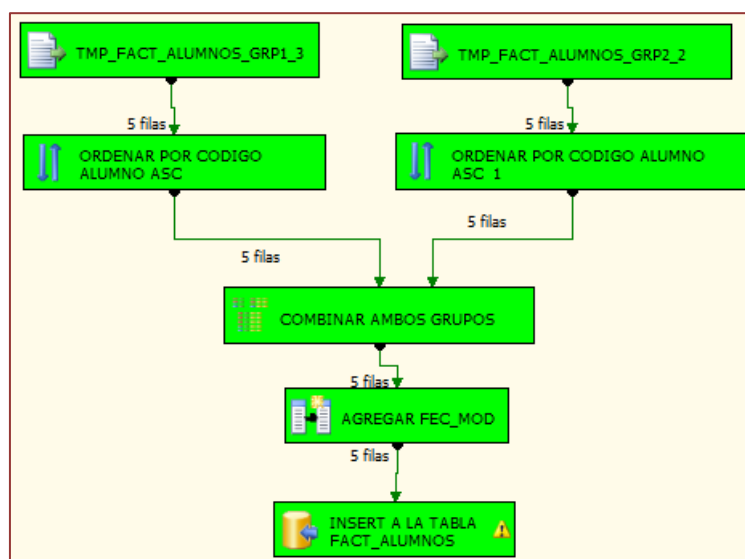 TMP_FACT_ALUMNOS_GRP1_3
TMP_FACT_ALUMNOS_GRP2_2
5 filas
5 filas
ORDENAR POR CODIGO
ALUMNO ASC
ORDENAR POR CODIGO ALUMNO
ASC 1
5 filas
5 filas
COMBINAR AMBOS GRUPOS
5 filas
AGREGAR FEC_MOD
5 filas
INSERT A LA TABLA
FACT_ALUMNOS